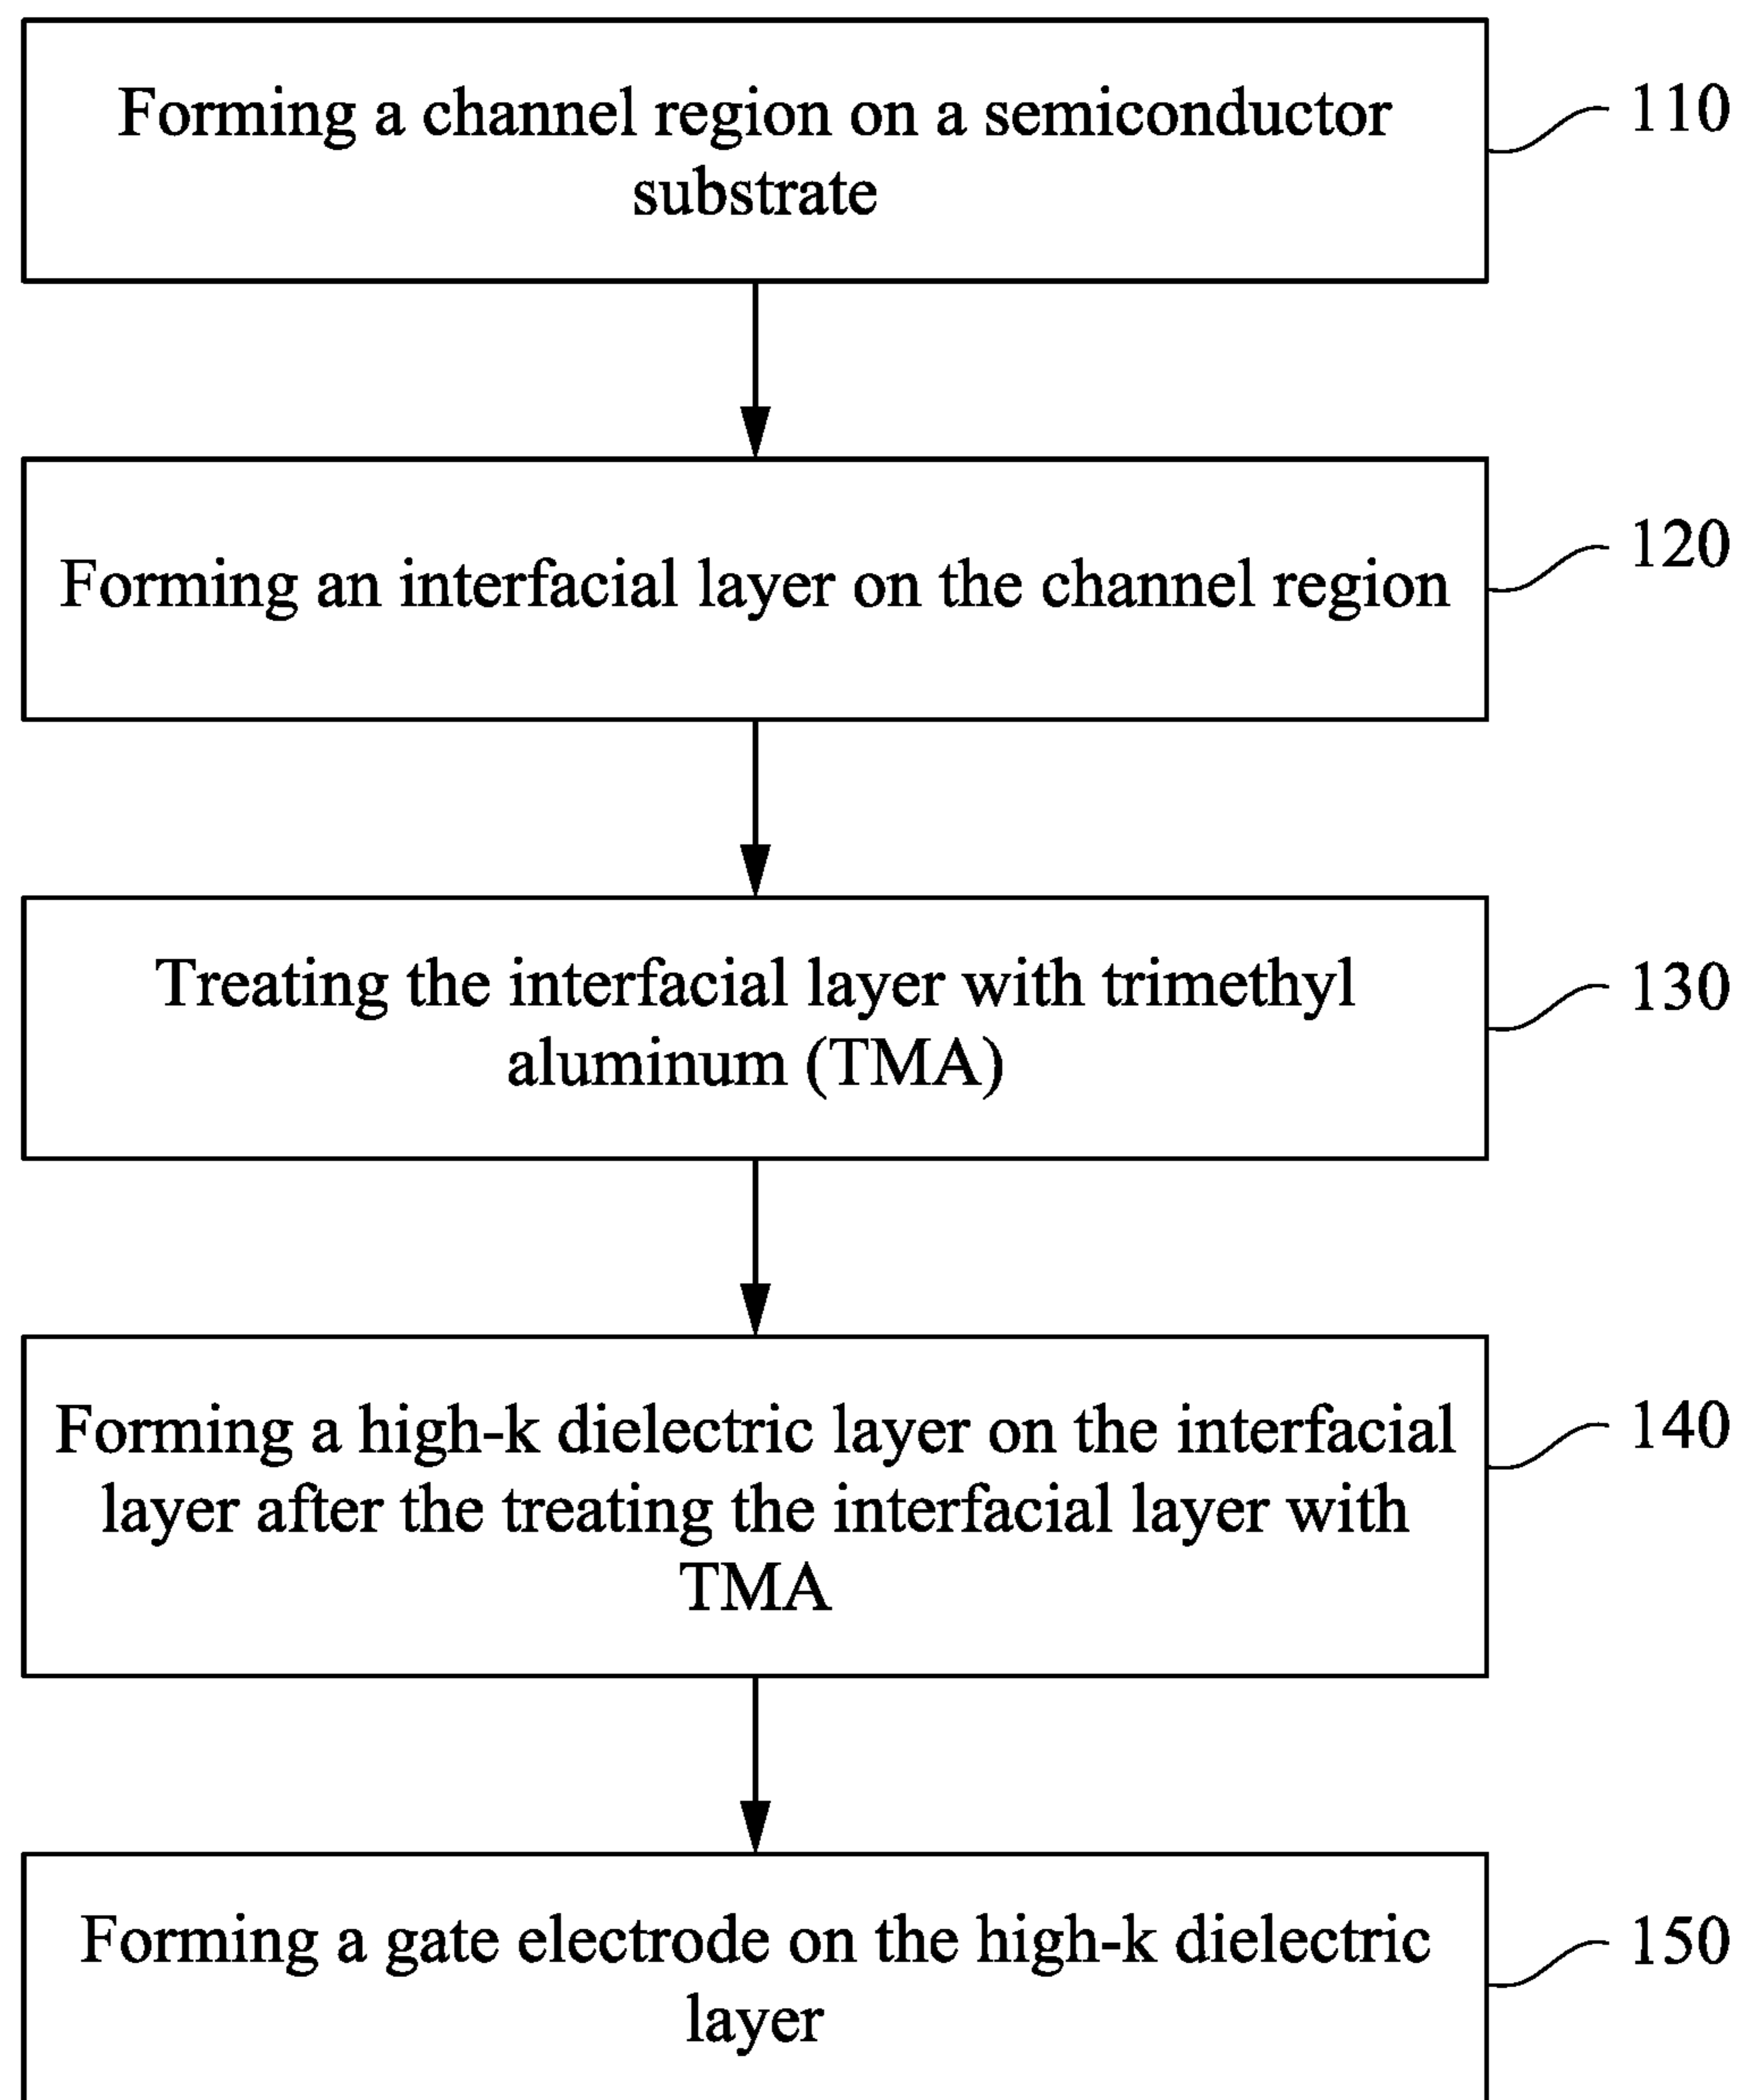 Forming a channel region on a semiconductor
substrate
110
Forming an interfacial layer on the channel region
120
Treating the interfacial layer with trimethyl
aluminum (TMA)
130
Forming a high-k dielectric layer on the interfacial
layer after the treating the interfacial layer with
TMA
140
Forming a gate electrode on the high-k dielectric
layer
150